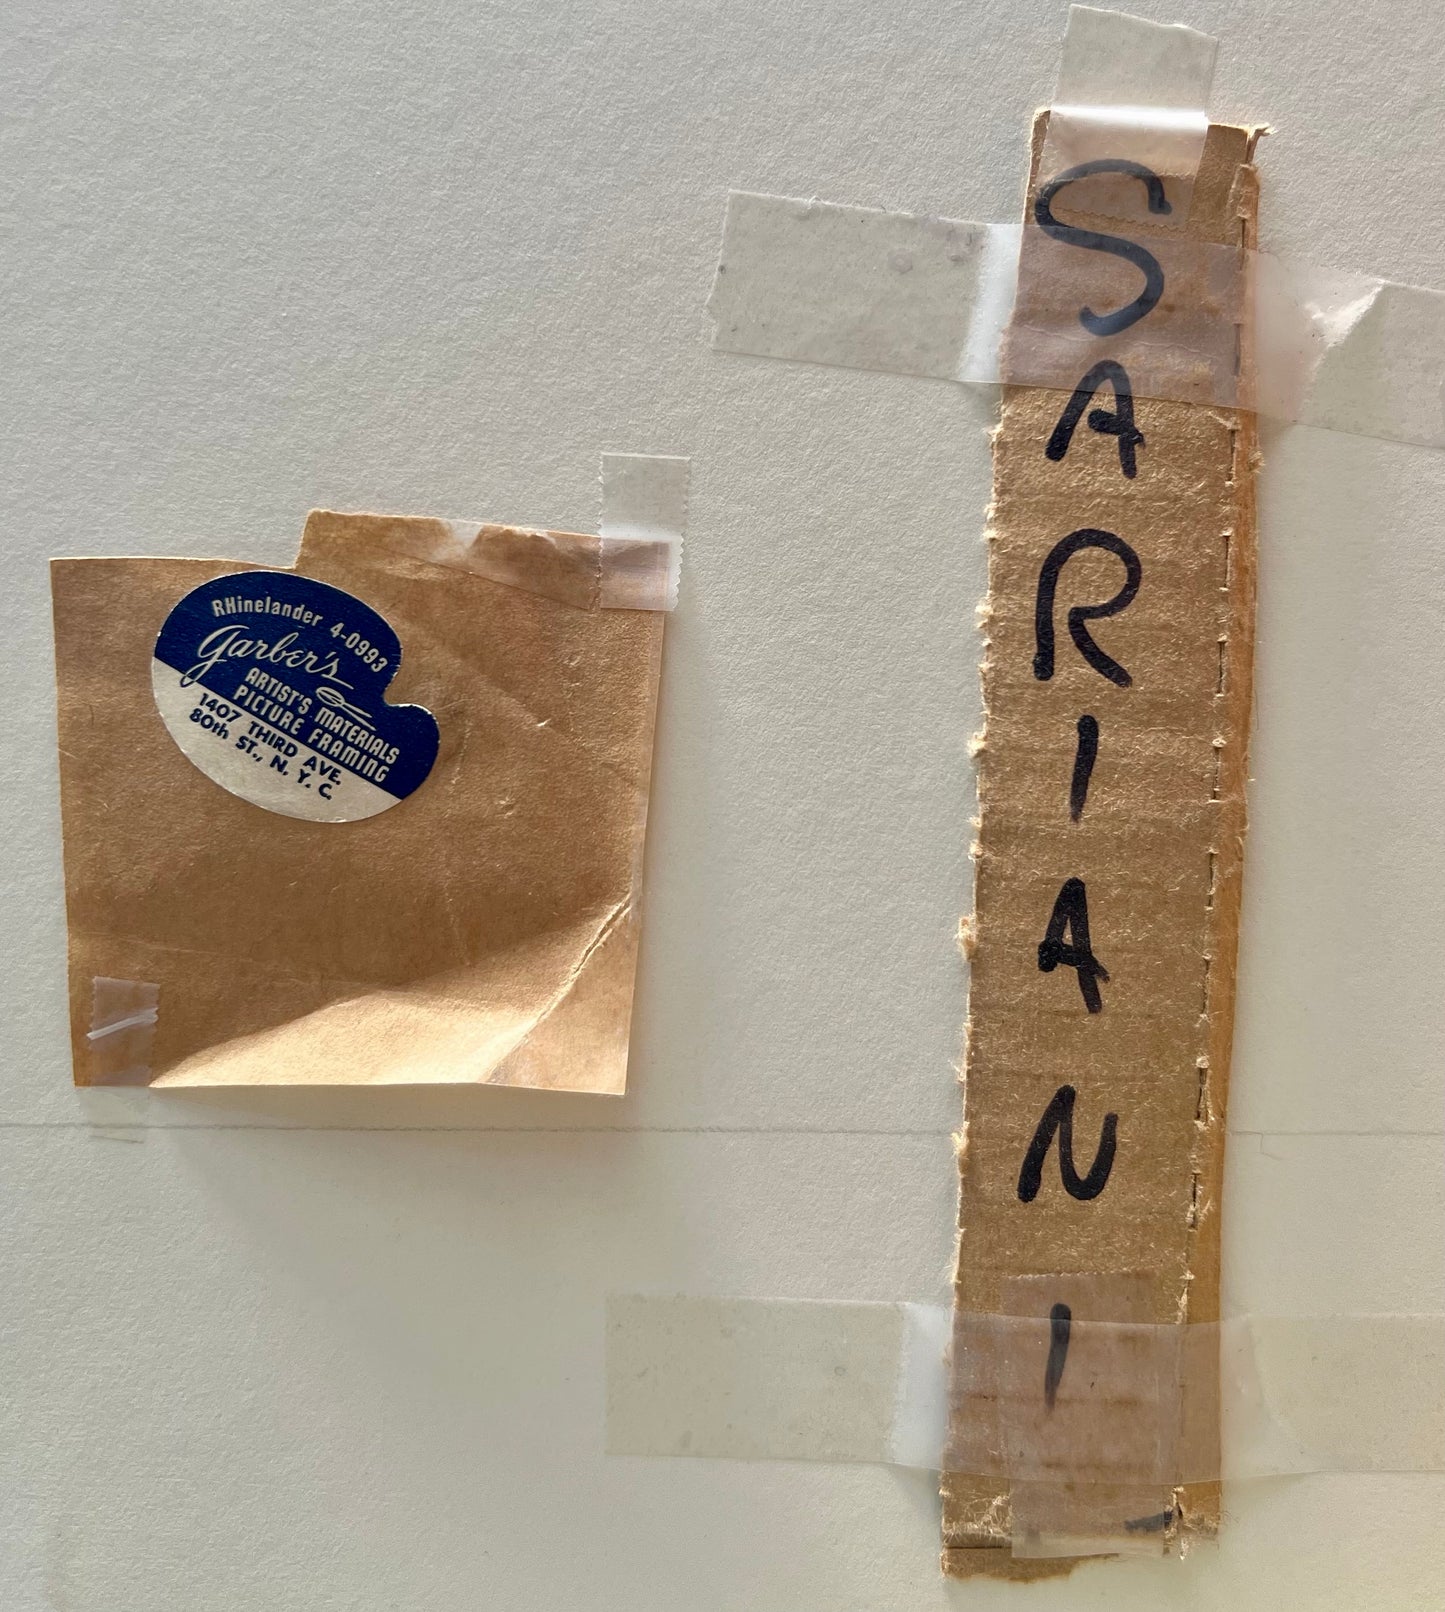 RHinelander 4-0993
Garber's
ARTIST'S MATERIALS
PICTURE FRAMING
1407 THIRD AVE.
80th ST., N. Y. C.
SARIANI